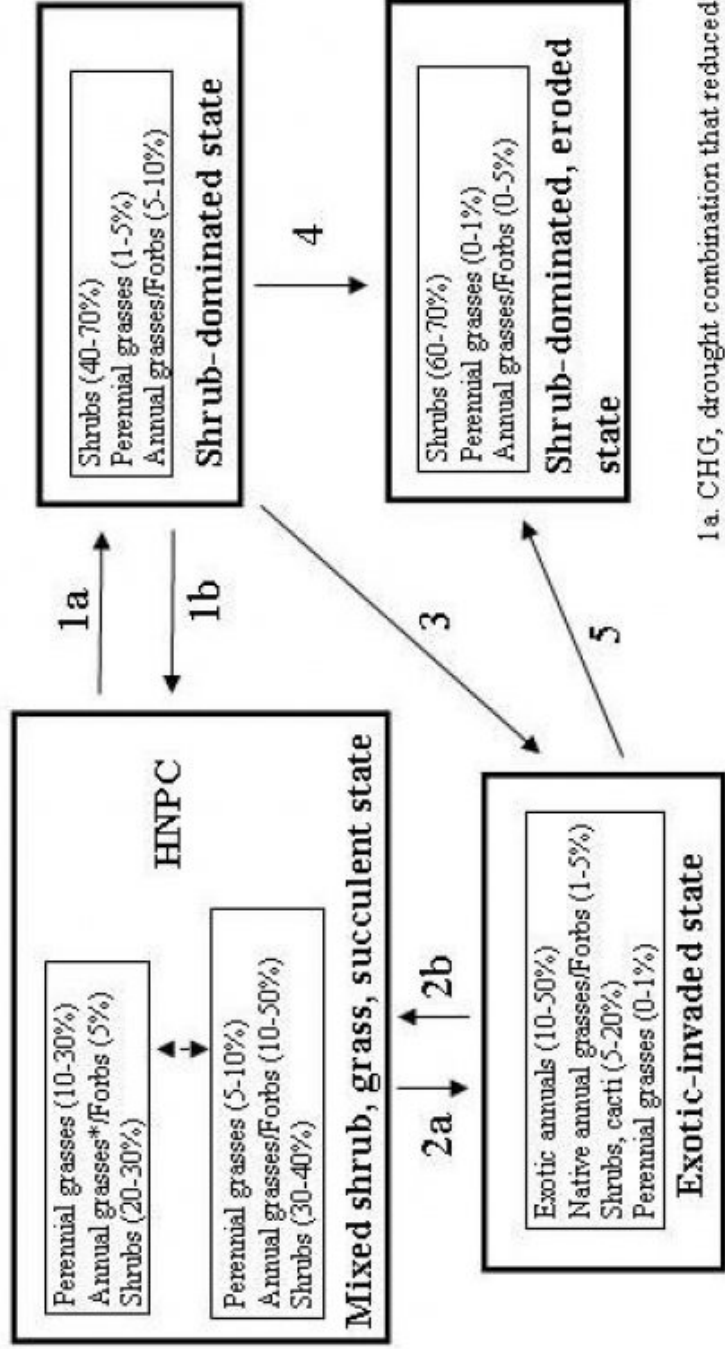 HNPC
Perennial grasses (10-30%)
Annual grasses*/Forbs (5%)
Shrubs (20-30%)
Perennial grasses (5-10%)
Annual grasses/Forbs (10-50%)
Shrubs (30-40%)
Mixed shrub, grass, succulent state
1a
1b
Shrubs (40-70%)
Perennial grasses (1-5%)
Annual grasses/Forbs (5-10%)
Shrub-dominated state
2a
2b
3
4
Exotic annuals (10-50%)
Native annual grasses/Forbs (1-5%)
Shrubs, cacti (5-20%)
Perennial grasses (0-1%)
Exotic-invaded state
5
Shrubs (60-70%)
Perennial grasses (0-1%)
Annual grasses/Forbs (0-5%)
Shrub-dominated, eroded
state
1a. CHG, drought combination that reduced